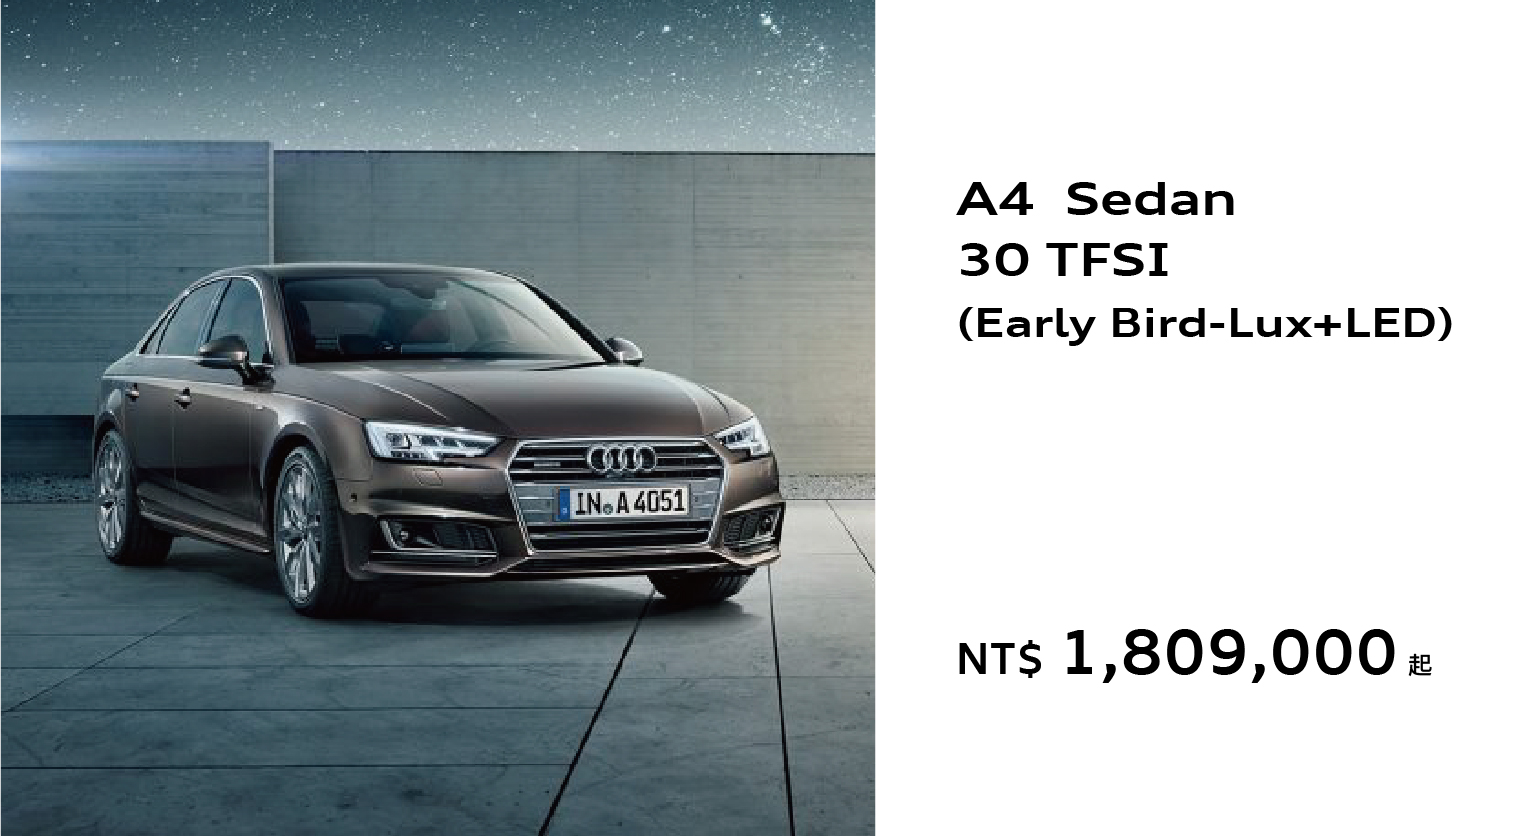 A4 Sedan
30 TFSI
(Early Bird-Lux+LED)
IN A 4051
NT$ 1,809,000 起